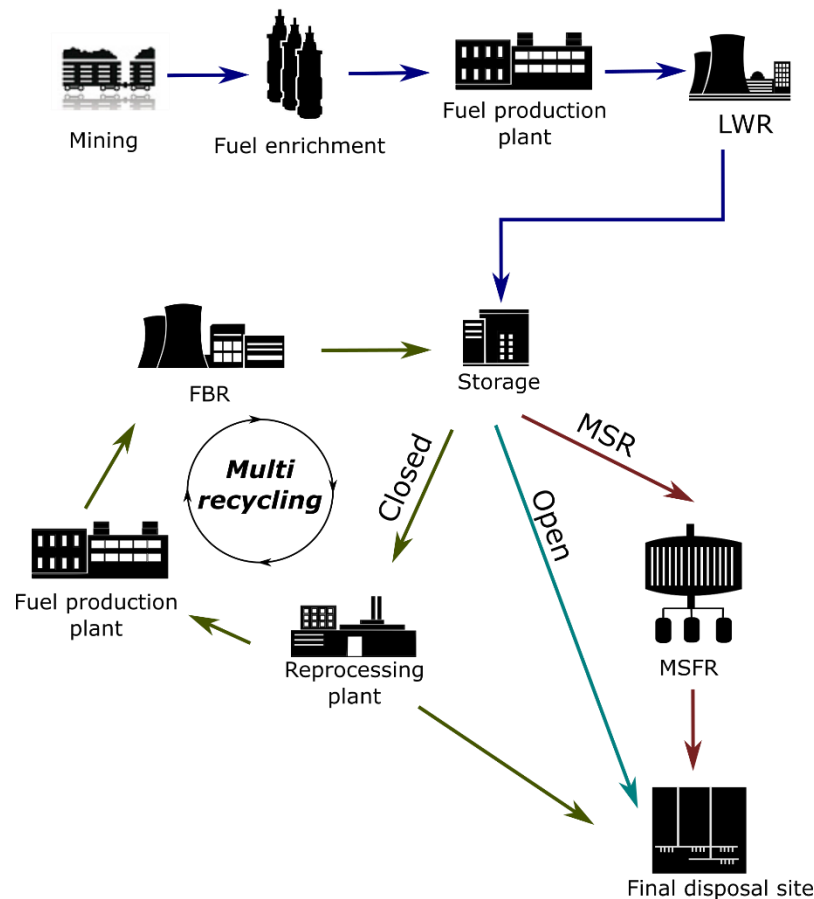 Mining
Fuel enrichment
Fuel production
plant
LWR
FBR
Storage
MSR
Closed
Open
Multi
recycling
Fuel production
plant
Reprocessing
plant
MSFR
Final disposal site